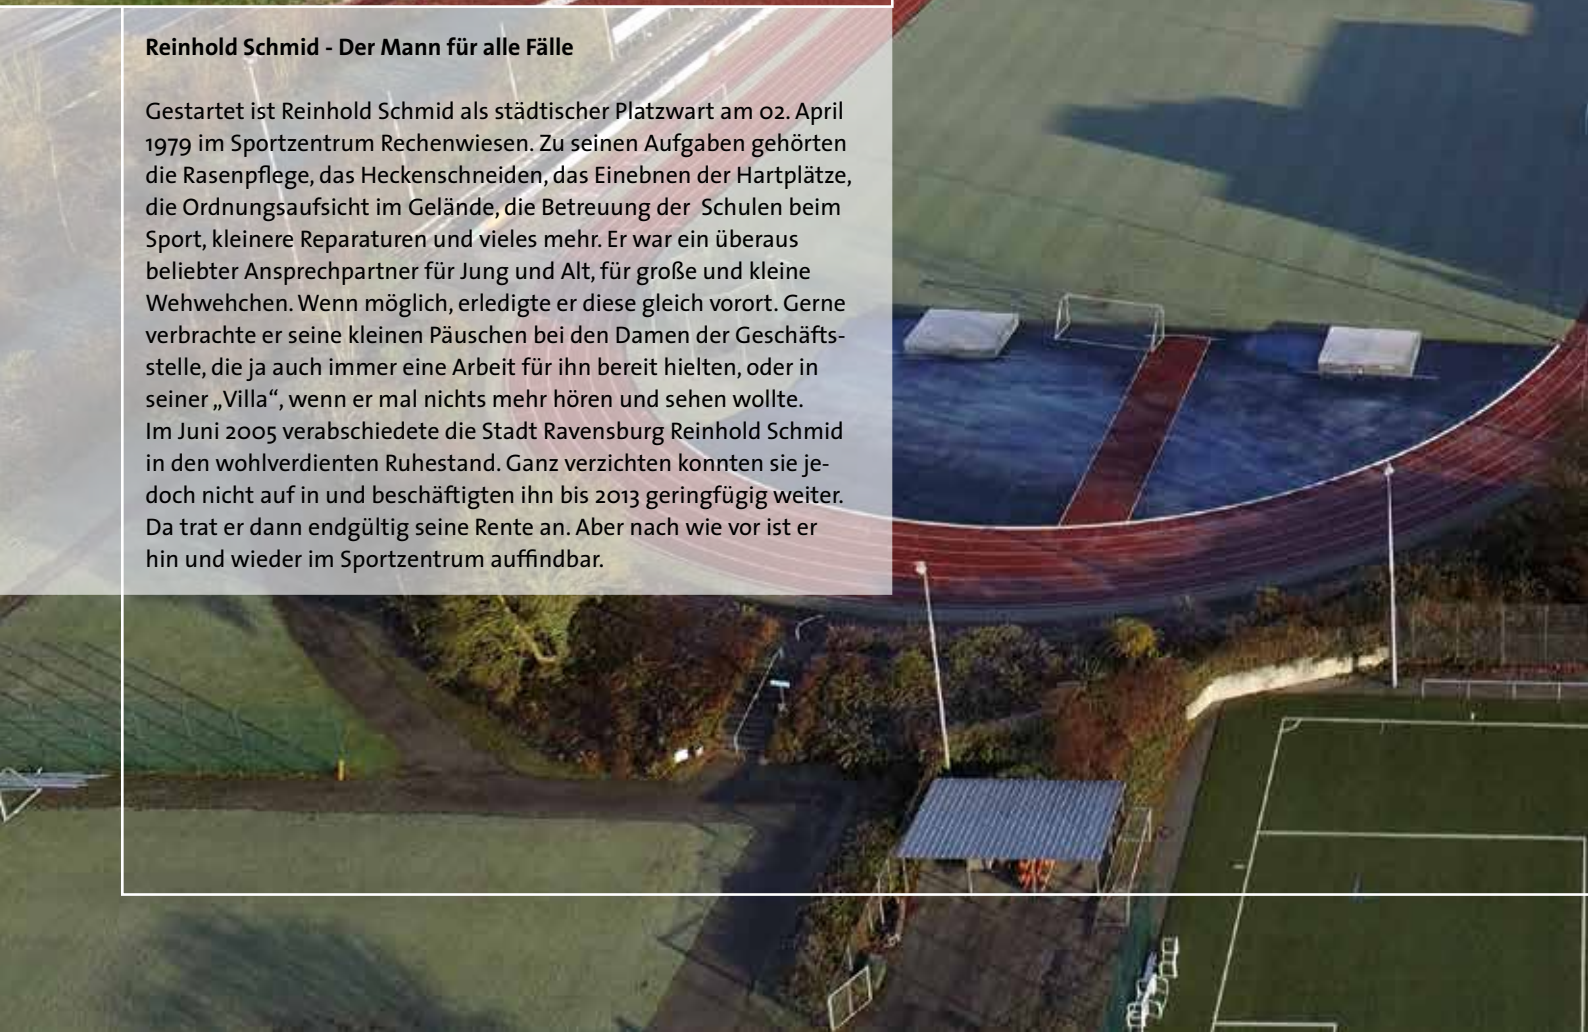 Reinhold Schmid - Der Mann für alle Fälle
Gestartet ist Reinhold Schmid als städtischer Platzwart am 02. April
1979 im Sportzentrum Rechenwiesen. Zu seinen Aufgaben gehörten
die Rasenpflege, das Heckenschneiden, das Einebnen der Hartplätze,
die Ordnungsaufsicht im Gelände, die Betreuung der  Schulen beim
Sport, kleinere Reparaturen und vieles mehr. Er war ein überaus
beliebter Ansprechpartner für Jung und Alt, für große und kleine
Wehwehchen. Wenn möglich, erledigte er diese gleich vorort. Gerne
verbrachte er seine kleinen Päuschen bei den Damen der Geschäfts-
stelle, die ja auch immer eine Arbeit für ihn bereit hielten, oder in
seiner „Villa“, wenn er mal nichts mehr hören und sehen wollte.
Im Juni 2005 verabschiedete die Stadt Ravensburg Reinhold Schmid
in den wohlverdienten Ruhestand. Ganz verzichten konnten sie je-
doch nicht auf in und beschäftigten ihn bis 2013 geringfügig weiter.
Da trat er dann endgültig seine Rente an. Aber nach wie vor ist er
hin und wieder im Sportzentrum auffindbar.